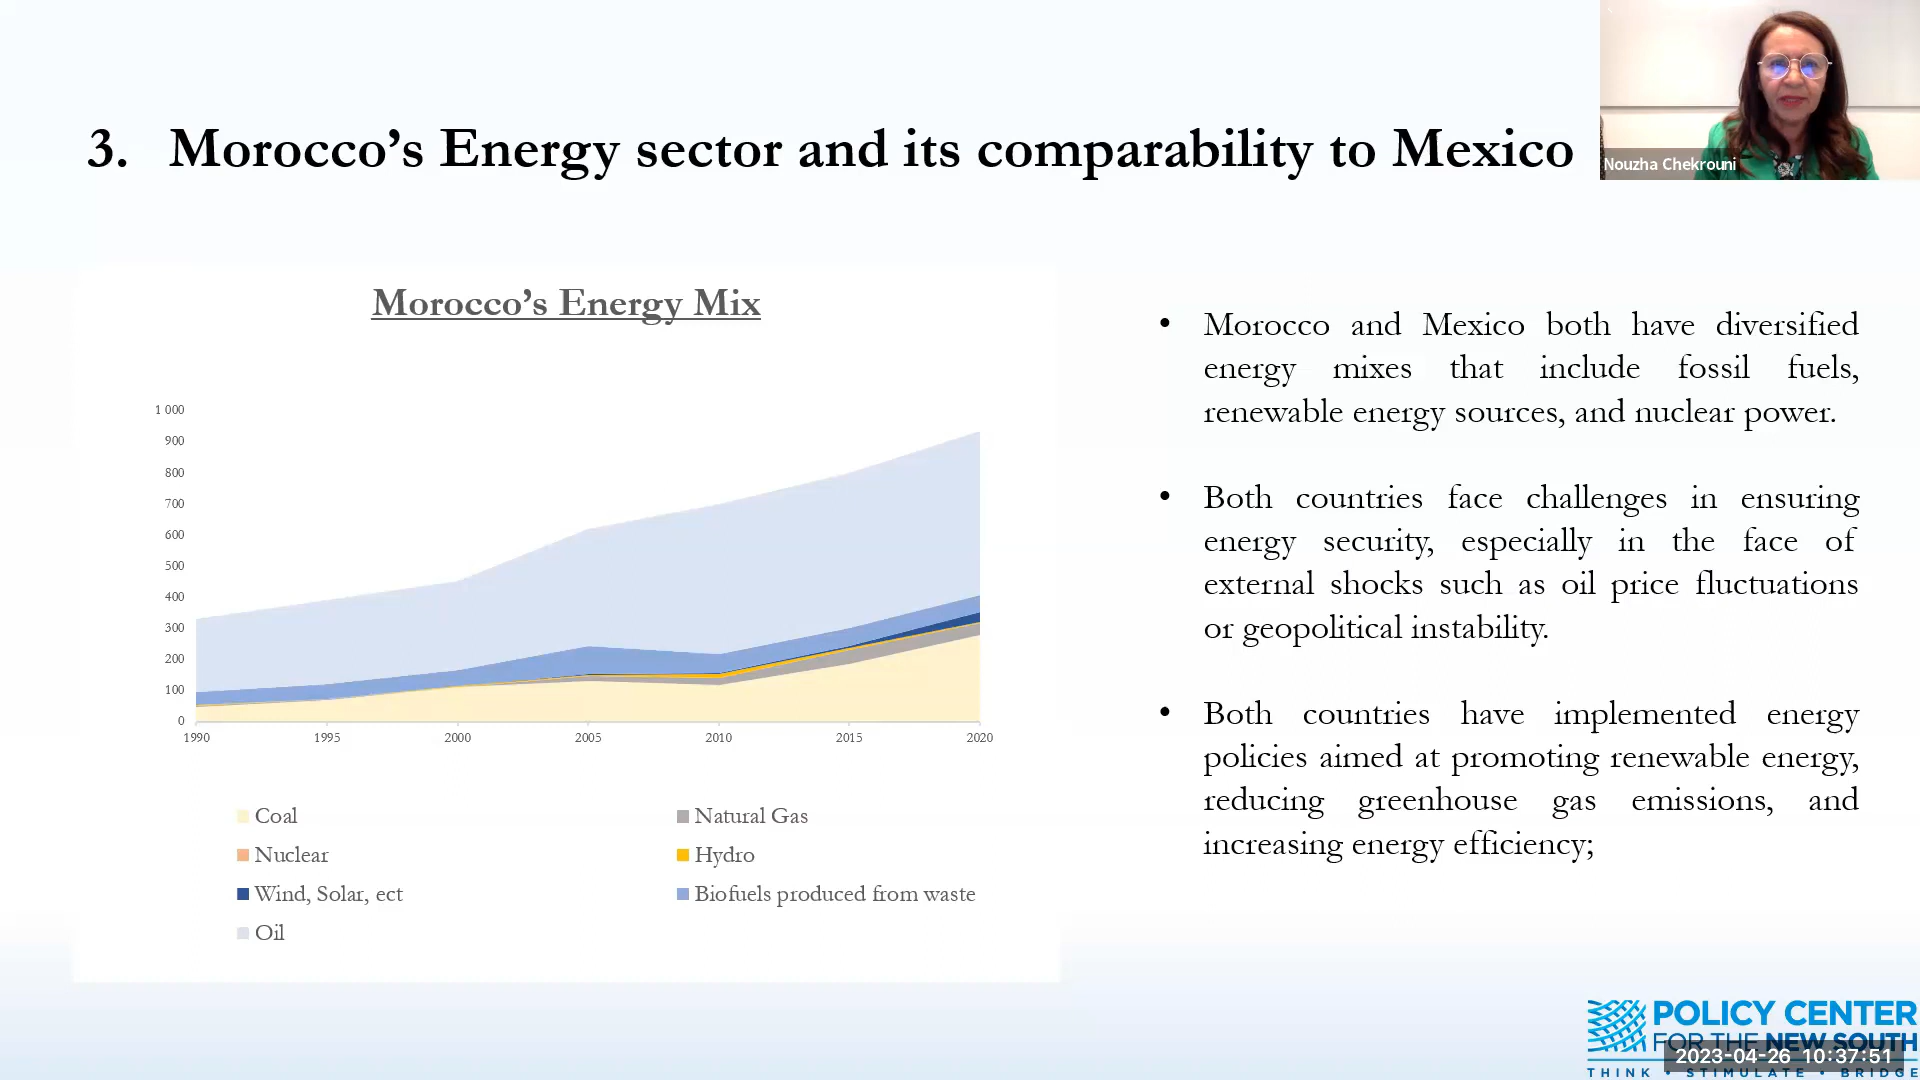 3. Morocco's Energy sector and its comparability to Mexico
Nouzha Chekrouni
Morocco's Energy Mix
1 000
900
800
700
600
500
400
300
200
100
0
1990 1995 2000 2005 2010 2015 2020
Coal
Natural Gas
Nuclear
Hydro
Wind, Solar, ect
Biofuels produced from waste
Oil
• Morocco and Mexico both have diversified
energy mixes that include fossil fuels,
renewable energy sources, and nuclear power.
• Both countries face challenges in ensuring
energy security, especially in the face of
external shocks such as oil price fluctuations
or geopolitical instability.
• Both countries have implemented energy
policies aimed at promoting renewable energy,
reducing greenhouse gas emissions, and
increasing energy efficiency;
POLICY CENTER
FOR THE NEW SOUTH
2023-04-26 10:37:51
THINK • STIMULATE • BRIDGE